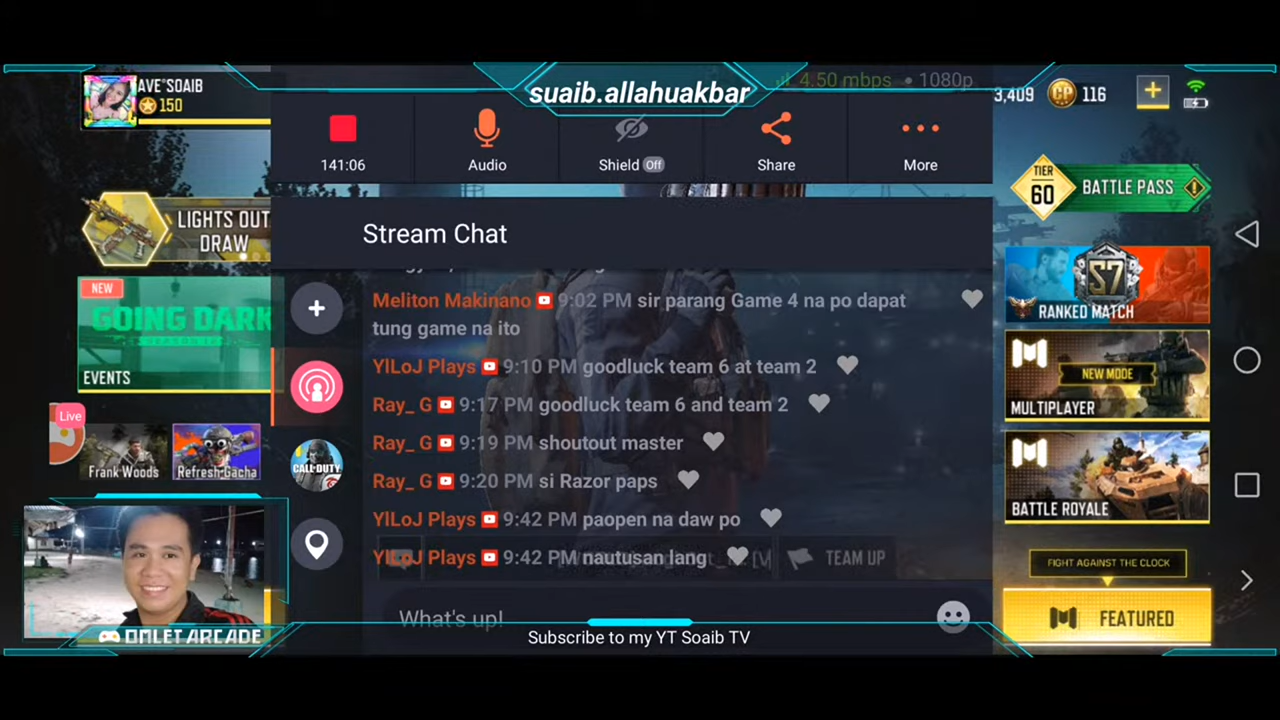 AVE*SOAIB
150
suaib.allahuakbar
4.50 mbps • 1080p
3,409
CP 116
141:06
Audio
Shield Off
Share
More
LIGHTS OUT
DRAW
TIER
60
BATTLE PASS
Stream Chat
NEW
GOING DARK
EVENTS
Meliton Makinano 9:02 PM sir parang Game 4 na po dapat
tung game na ito
YlLoJ Plays 9:10 PM goodluck team 6 at team 2
Ray_ G 9:17 PM goodluck team 6 and team 2
Ray_ G 9:19 PM shoutout master
Ray_ G 9:20 PM si Razor paps
YlLoJ Plays 9:42 PM paopen na daw po
YlLoJ Plays 9:42 PM nautusan lang
S7
RANKED MATCH
NEW MODE
MULTIPLAYER
BATTLE ROYALE
Live
Frank Woods
Refresh Gacha
CALL OF DUTY
TEAM UP
FIGHT AGAINST THE CLOCK
FEATURED
What's up!
OMLET ARCADE
Subscribe to my YT Soaib TV